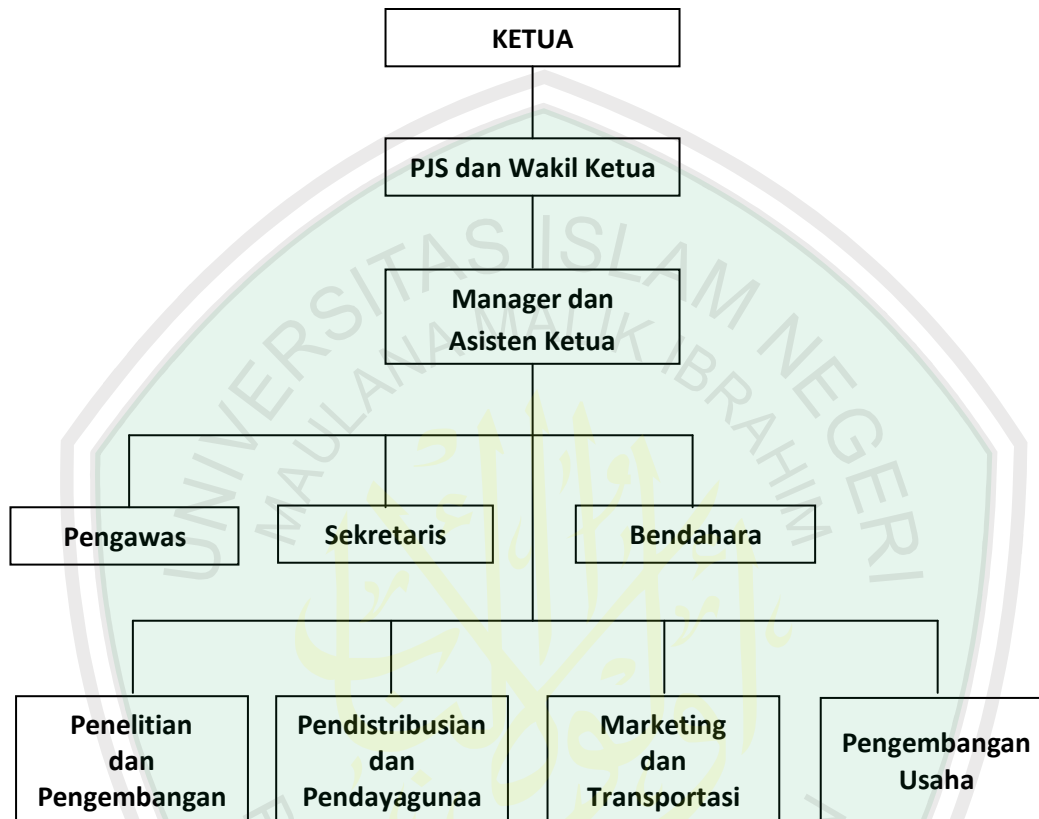 KETUA
PJS dan Wakil Ketua
Manager dan
Asisten Ketua
Pengawas
Sekretaris
Bendahara
Penelitian
dan
Pengembangan
Pendistribusian
dan
Pendayagunaa
Marketing
dan
Transportasi
Pengembangan
Usaha
UNIVERSITAS ISLAM NEGERI
MAULANA MALIK IBRAHIM